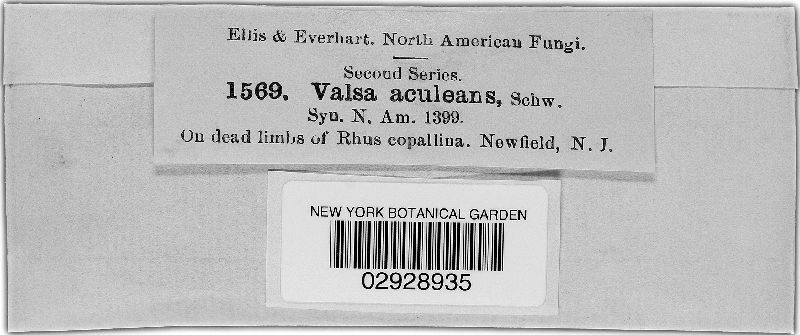 Ellis & Everhart. North American Fungi.
Second Series.
1569. Valsa aculeans, Schw.
Syn. N. Am. 1399.
On dead limbs of Rhus copallina. Newfield, N. J.
NEW YORK BOTANICAL GARDEN
02928935